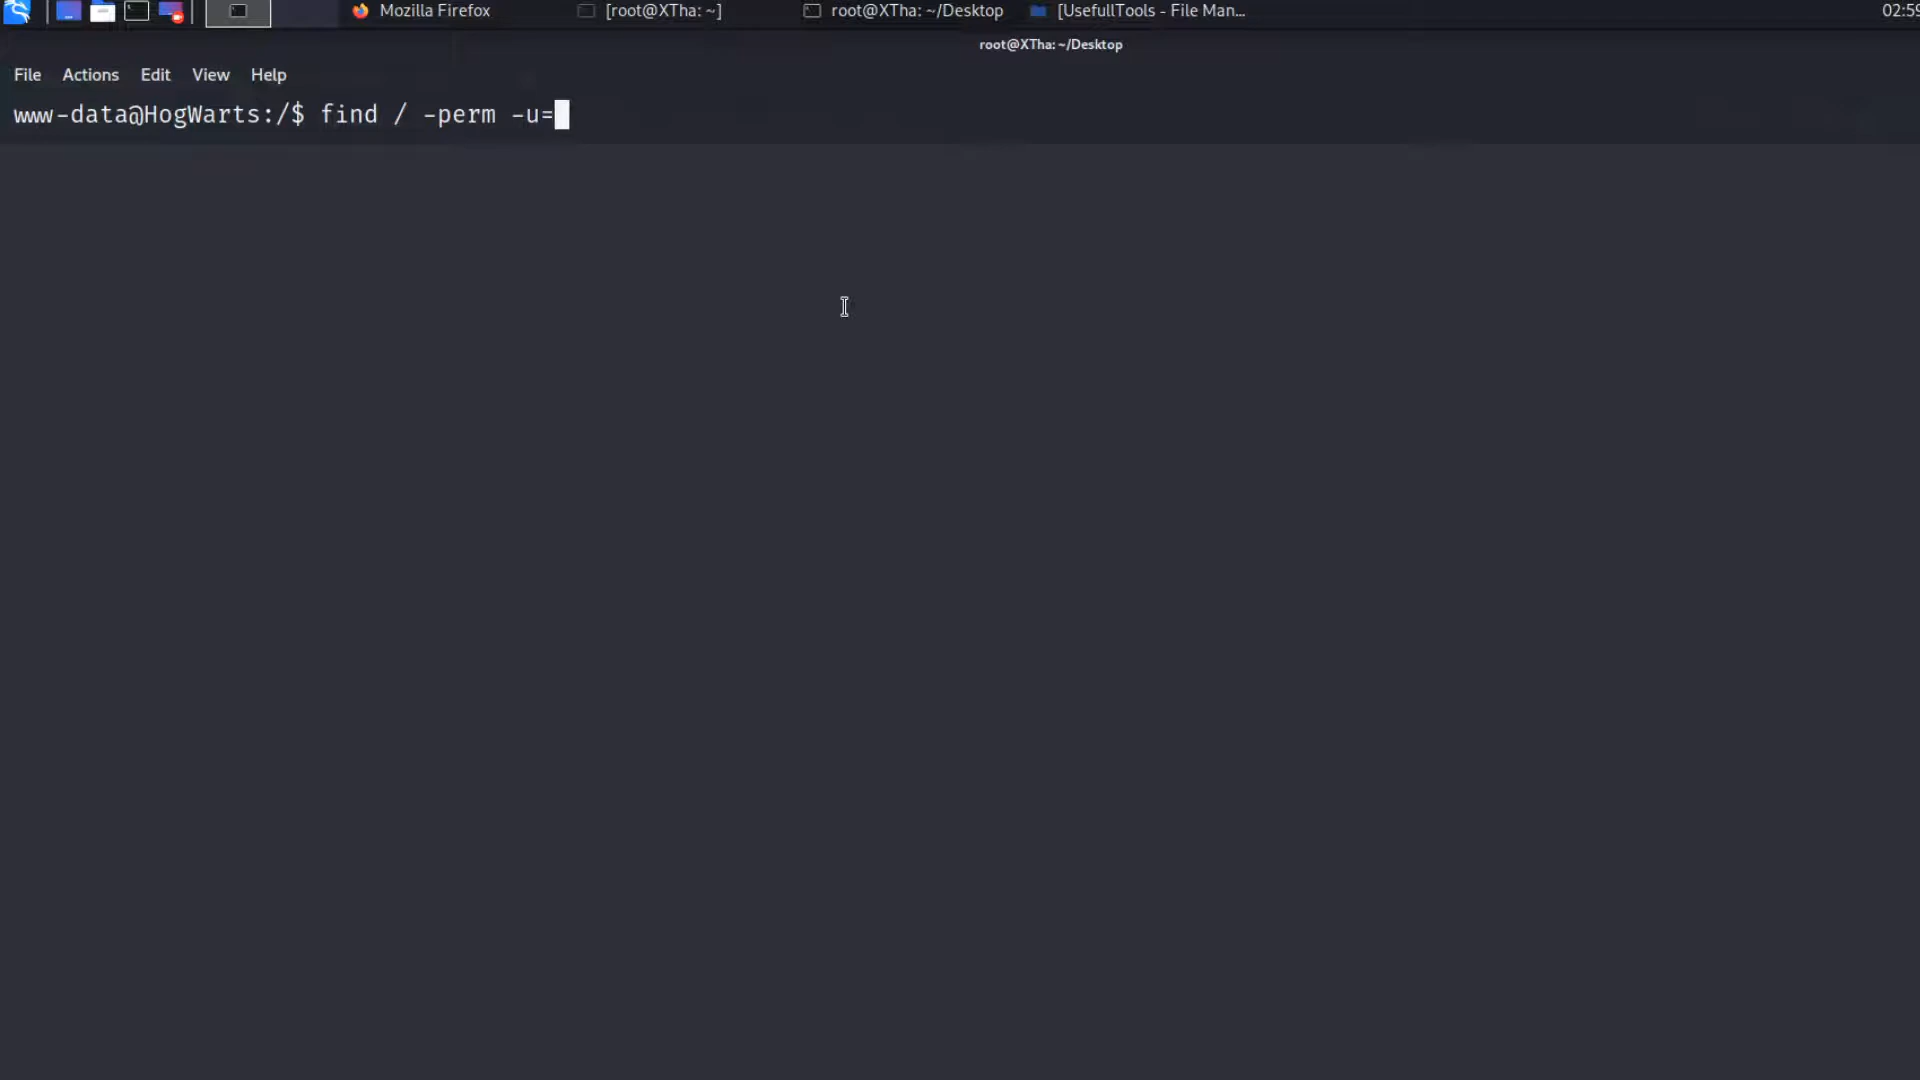 Mozilla Firefox
[root@XTha: ~]
root@XTha: ~/Desktop
[UsefullTools - File Man...
02:59
root@XTha: ~/Desktop
File Actions Edit View Help
www-data@HogWarts:/$ find / -perm -u=